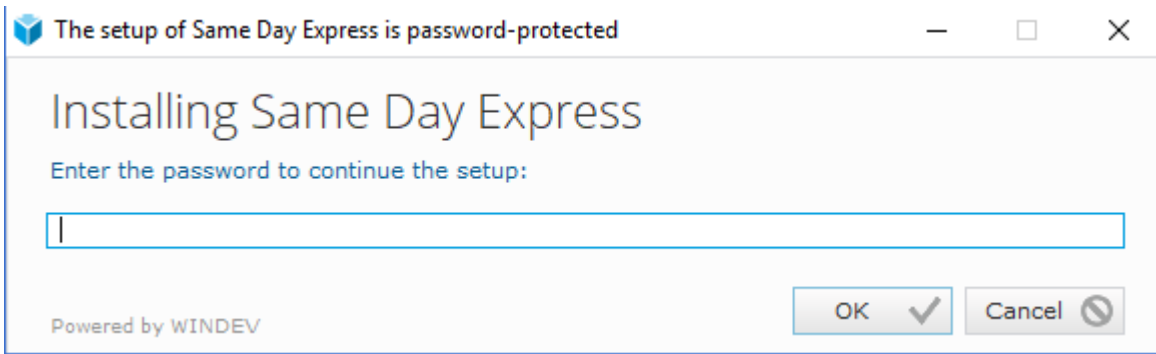 The setup of Same Day Express is password-protected
Installing Same Day Express
Enter the password to continue the setup:
OK
Cancel
Powered by WINDEV